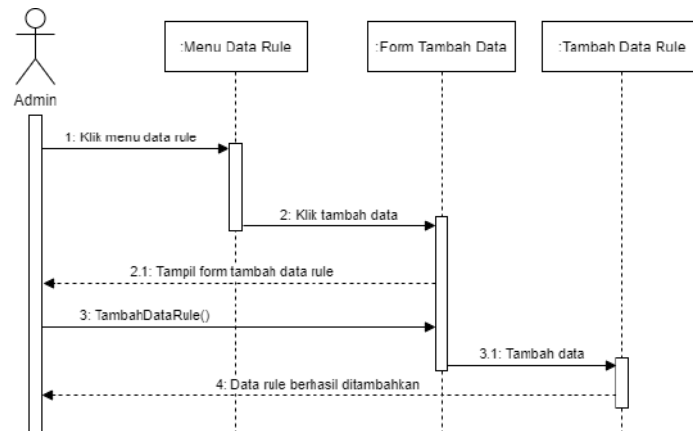 :Menu Data Rule
:Form Tambah Data
:Tambah Data Rule
Admin
1: Klik menu data rule
2: Klik tambah data
2.1: Tampil form tambah data rule
3: TambahDataRule()
3.1: Tambah data
4: Data rule berhasil ditambahkan